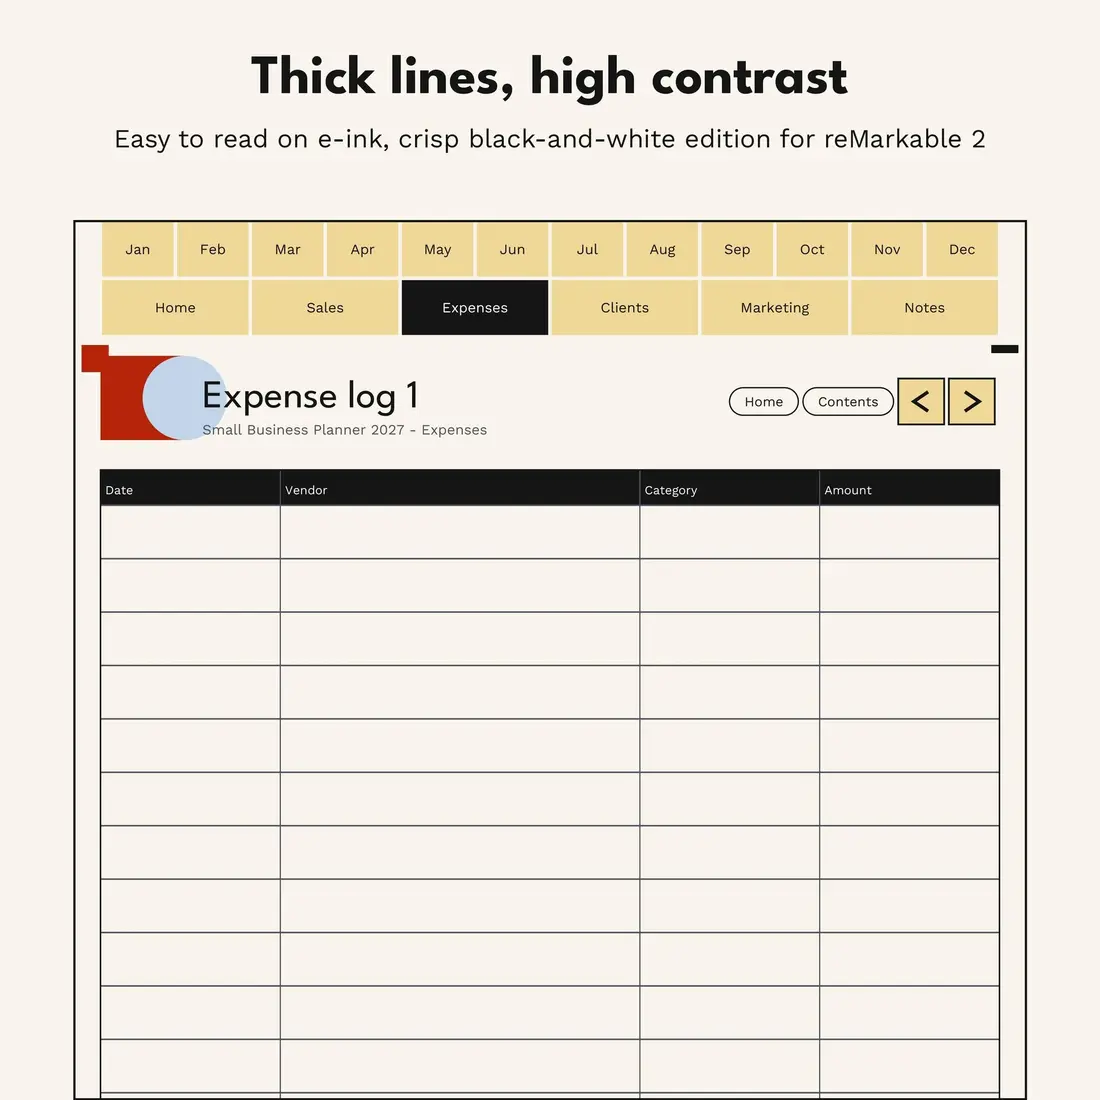 Thick lines, high contrast
Easy to read on e-ink, crisp black-and-white edition for reMarkable 2
Jan Feb Mar Apr May Jun Jul Aug Sep Oct Nov Dec
Home Sales Expenses Clients Marketing Notes
Expense log 1
Home Contents < >
Small Business Planner 2027 - Expenses
Date Vendor Category Amount